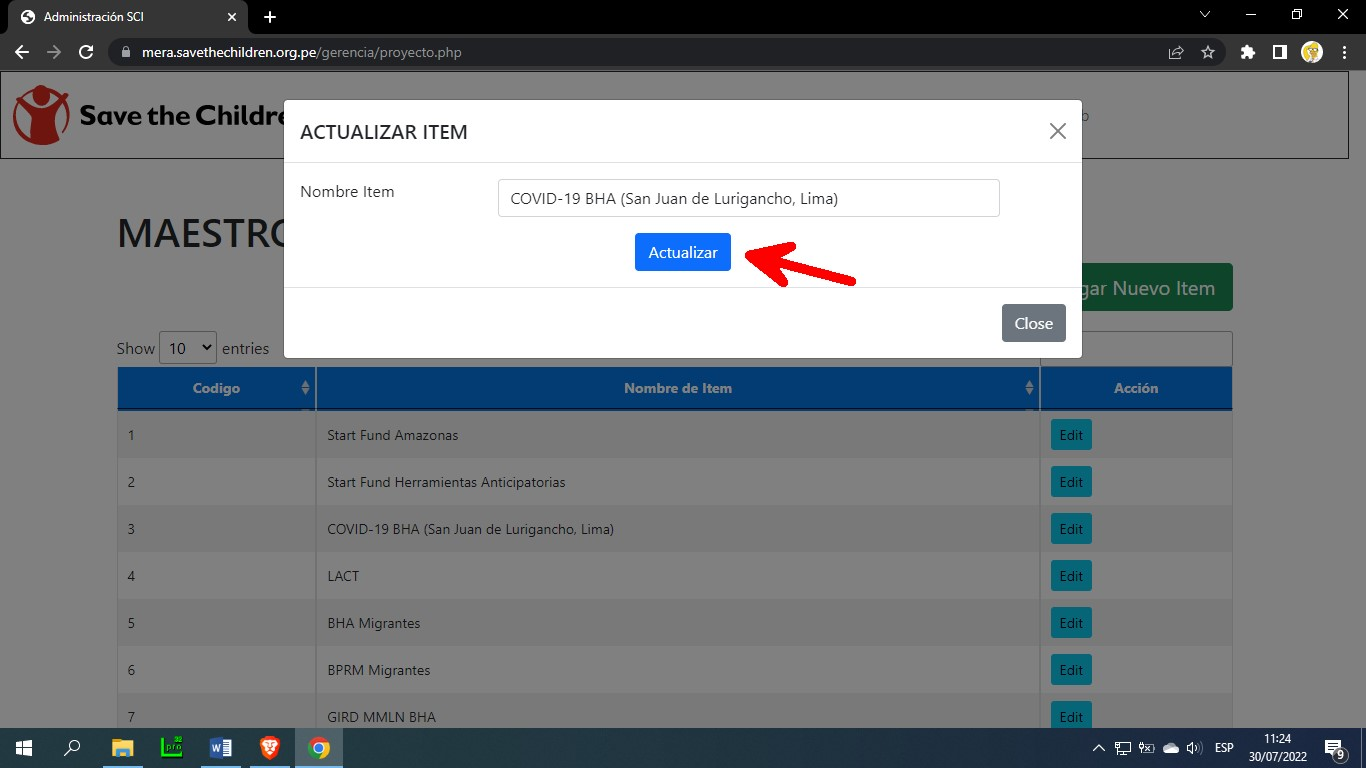 Administración SCI
mera.savethechildren.org.pe/gerencia/proyecto.php
Save the Childre
ACTUALIZAR ITEM
Nombre Item
COVID-19 BHA (San Juan de Lurigancho, Lima)
MAESTRO
Actualizar
gar Nuevo Item
Close
Show 10 entries
Codigo Nombre de Item Acción
1 Start Fund Amazonas Edit
2 Start Fund Herramientas Anticipatorias Edit
3 COVID-19 BHA (San Juan de Lurigancho, Lima) Edit
4 LACT Edit
5 BHA Migrantes Edit
6 BPRM Migrantes Edit
7 GIRD MMLN BHA Edit
ESP
11:24
30/07/2022
9